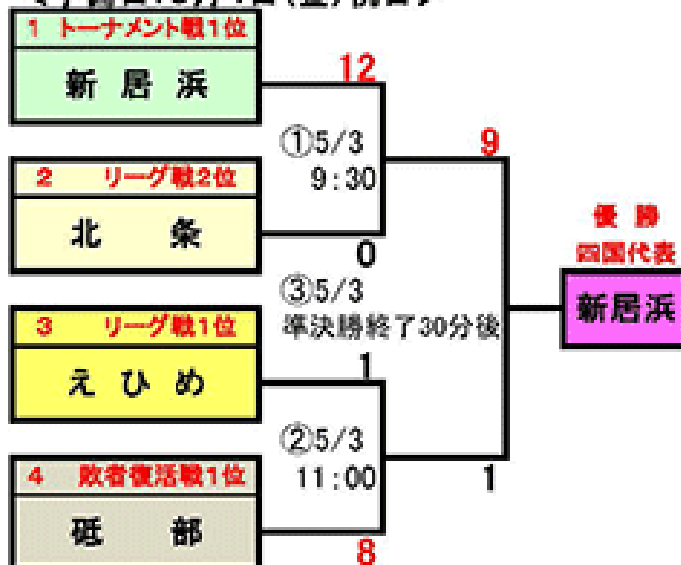 1 トーナメント戦1位
新居浜
12
①5/3
9:30
9
2 リーグ戦2位
北条
0
優勝
四国代表
新居浜
③5/3
準決勝終了30分後
3 リーグ戦1位
えひめ
1
②5/3
11:00
1
4 敗者復活戦1位
砥部
8